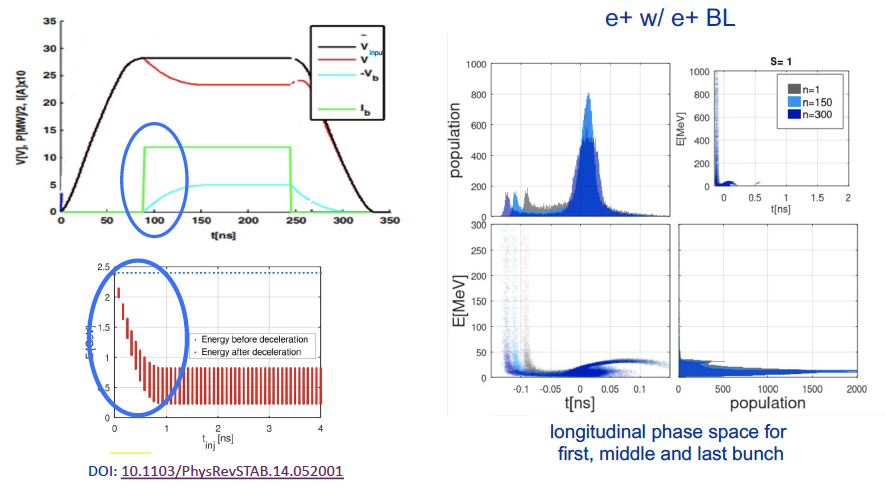 35
30
25
20
15
10
5
0
V[V], P[MW]/2, I(A)x10
0 50 100 150 200 250 300 350
t[ns]
~
V input
V
-V b
I b
2.5
2
1.5
1
0.5
0
0 1 2 3 4
t inj [ns]
Energy before deceleration
Energy after deceleration
DOI: 10.1103/PhysRevSTAB.14.052001
e+ w/ e+ BL
1000
800
600
400
200
0
population
S= 1
1000
800
600
400
200
0
E[MeV]
n=1
n=150
n=300
0 0.5 1 1.5 2
t[ns]
300
250
200
150
100
50
0
E[MeV]
-0.1 -0.05 0 0.05 0.1
t[ns]
0 500 1000 1500 2000
population
longitudinal phase space for
first, middle and last bunch